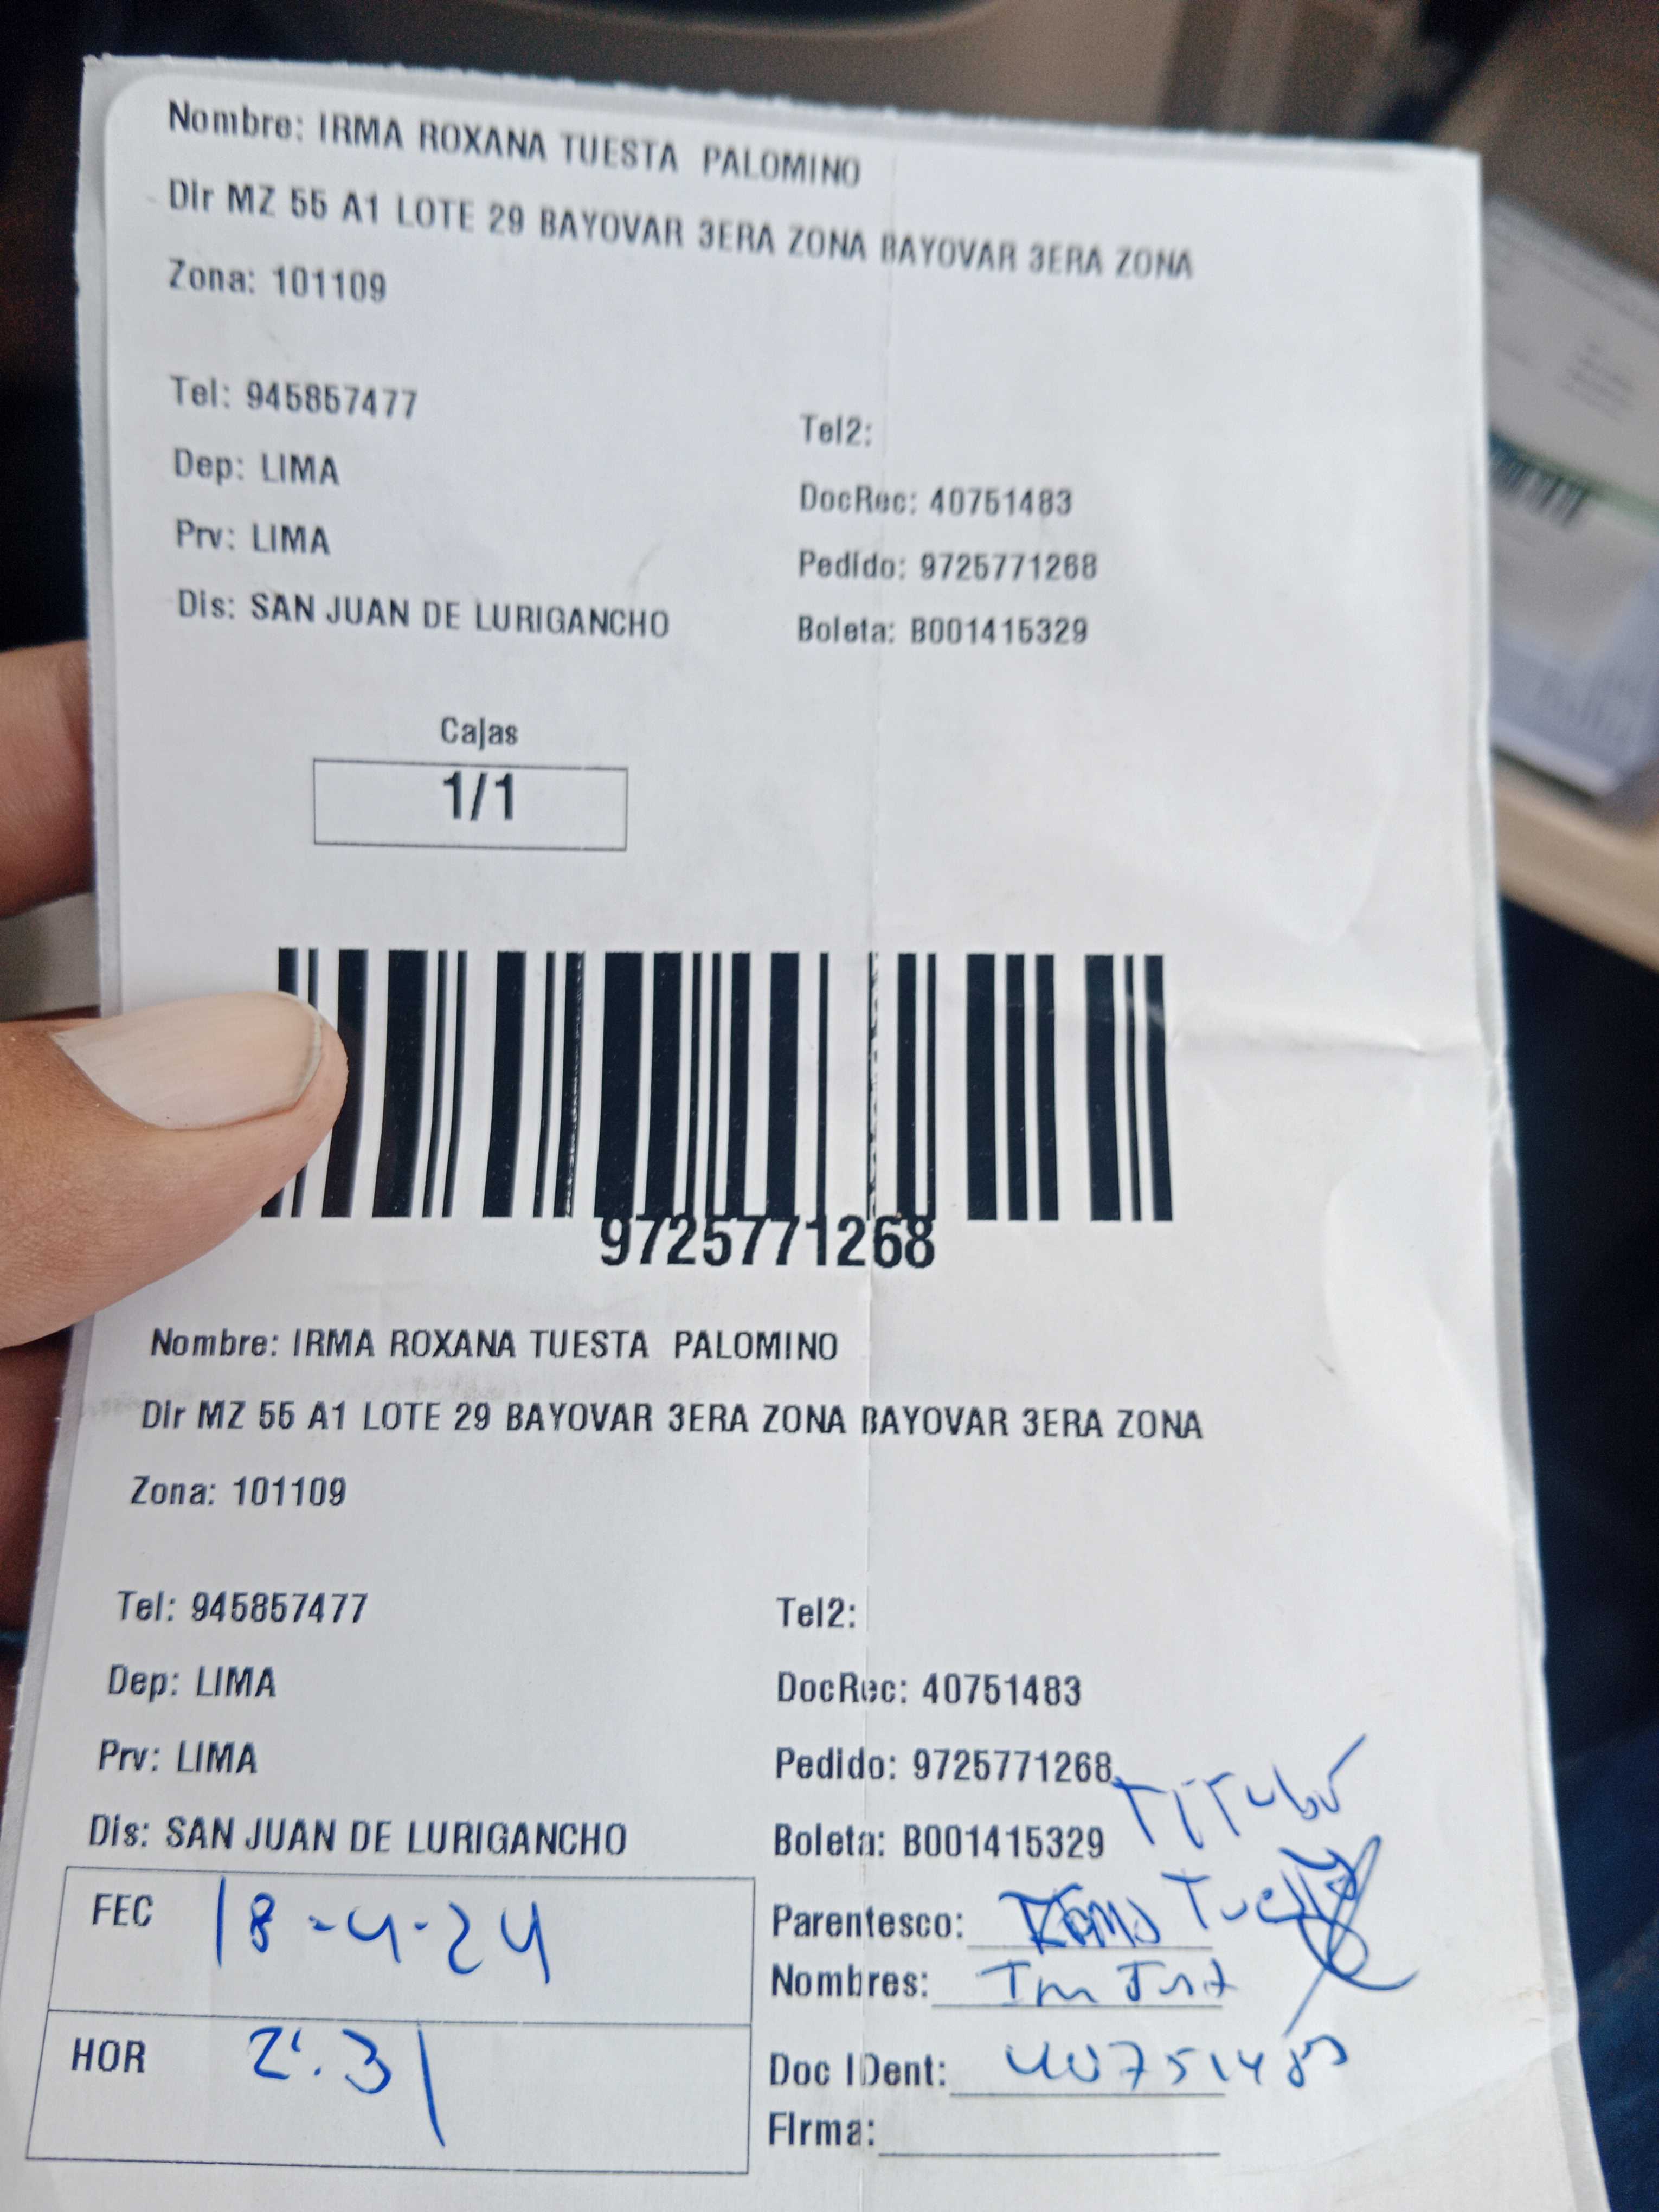 Nombre: IRMA ROXANA TUESTA PALOMINO
Dir MZ 55 A1 LOTE 29 BAYOVAR 3ERA ZONA BAYOVAR 3ERA ZONA
Zona: 101109
Tel: 945857477
Tel2:
Dep: LIMA
DocRec: 40751483
Prv: LIMA
Pedido: 9725771268
Dis: SAN JUAN DE LURIGANCHO
Boleta: B001415329
Cajas
1/1
9725771268
Nombre: IRMA ROXANA TUESTA PALOMINO
Dir MZ 55 A1 LOTE 29 BAYOVAR 3ERA ZONA BAYOVAR 3ERA ZONA
Zona: 101109
Tel: 945857477
Tel2:
Dep: LIMA
DocRec: 40751483
Prv: LIMA
Pedido: 9725771268
Dis: SAN JUAN DE LURIGANCHO
Boleta: B001415329
FEC 18-4-24
Parentesco:
Nombres:
HOR 2:31
Doc IDent: 40751483
Firma: